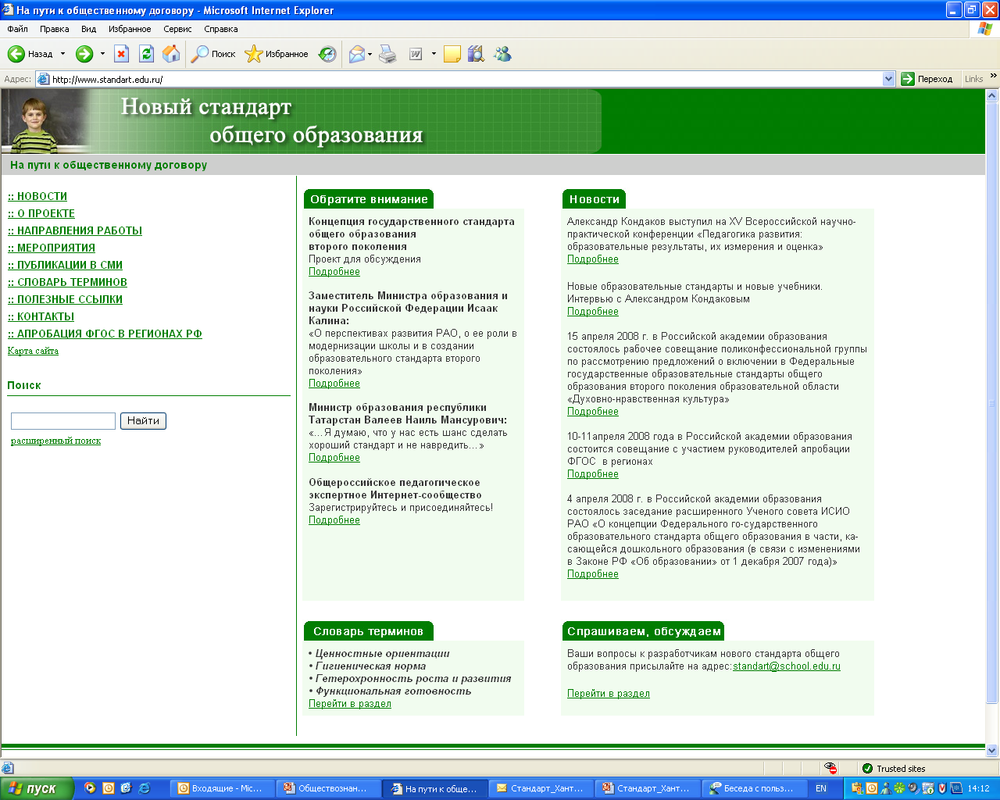 На пути к общественному договору - Microsoft Internet Explorer
Файл Правка Вид Избранное Сервис Справка
Назад Поиск Избранное
Адрес: http://www.standart.edu.ru/ Переход Links »
Новый стандарт
общего образования
На пути к общественному договору
:: НОВОСТИ
:: О ПРОЕКТЕ
:: НАПРАВЛЕНИЯ РАБОТЫ
:: МЕРОПРИЯТИЯ
:: ПУБЛИКАЦИИ В СМИ
:: СЛОВАРЬ ТЕРМИНОВ
:: ПОЛЕЗНЫЕ ССЫЛКИ
:: КОНТАКТЫ
:: АПРОБАЦИЯ ФГОС В РЕГИОНАХ РФ
Карта сайта
Поиск
Найти
расширенный поиск
Обратите внимание
Концепция государственного стандарта
общего образования
второго поколения
Проект для обсуждения
Подробнее
Заместитель Министра образования и
науки Российской Федерации Исаак
Калина:
«О перспективах развития РАО, о ее роли в
модернизации школы и в создании
образовательного стандарта второго
поколения»
Подробнее
Министр образования республики
Татарстан Валеев Наиль Мансурович:
«...Я думаю, что у нас есть шанс сделать
хороший стандарт и не навредить...»
Подробнее
Общероссийское педагогическое
экспертное Интернет-сообщество
Зарегистрируйтесь и присоединяйтесь!
Подробнее
Новости
Александр Кондаков выступил на XV Всероссийской научно-
практической конференции «Педагогика развития:
образовательные результаты, их измерения и оценка»
Подробнее
Новые образовательные стандарты и новые учебники.
Интервью с Александром Кондаковым
Подробнее
15 апреля 2008 г. в Российской академии образования
состоялось рабочее совещание поликонфессиональной группы
по рассмотрению предложений о включении в Федеральные
государственные образовательные стандарты общего
образования второго поколения образовательной области
«Духовно-нравственная культура»
Подробнее
10-11апреля 2008 года в Российской академии образования
состоится совещание с участием руководителей апробации
ФГОС в регионах
Подробнее
4 апреля 2008 г. в Российской академии образования
состоялось заседание расширенного Ученого совета ИСИО
РАО «О концепции Федерального го-сударственного
образовательного стандарта общего образования в части, ка-
сающейся дошкольного образования (в связи с изменениями
в Законе РФ «Об образовании» от 1 декабря 2007 года)»
Подробнее
Словарь терминов
• Ценностные ориентации
• Гигиеническая норма
• Гетерохронность роста и развития
• Функциональная готовность
Перейти в раздел
Спрашиваем, обсуждаем
Ваши вопросы к разработчикам нового стандарта общего
образования присылайте на адрес:standart@school.edu.ru
Перейти в раздел
Trusted sites
пуск Входящие - Mic... Обществознан... На пути к обще... Стандарт_Хант... Стандарт_Хант... Беседа с польз... EN 14:12